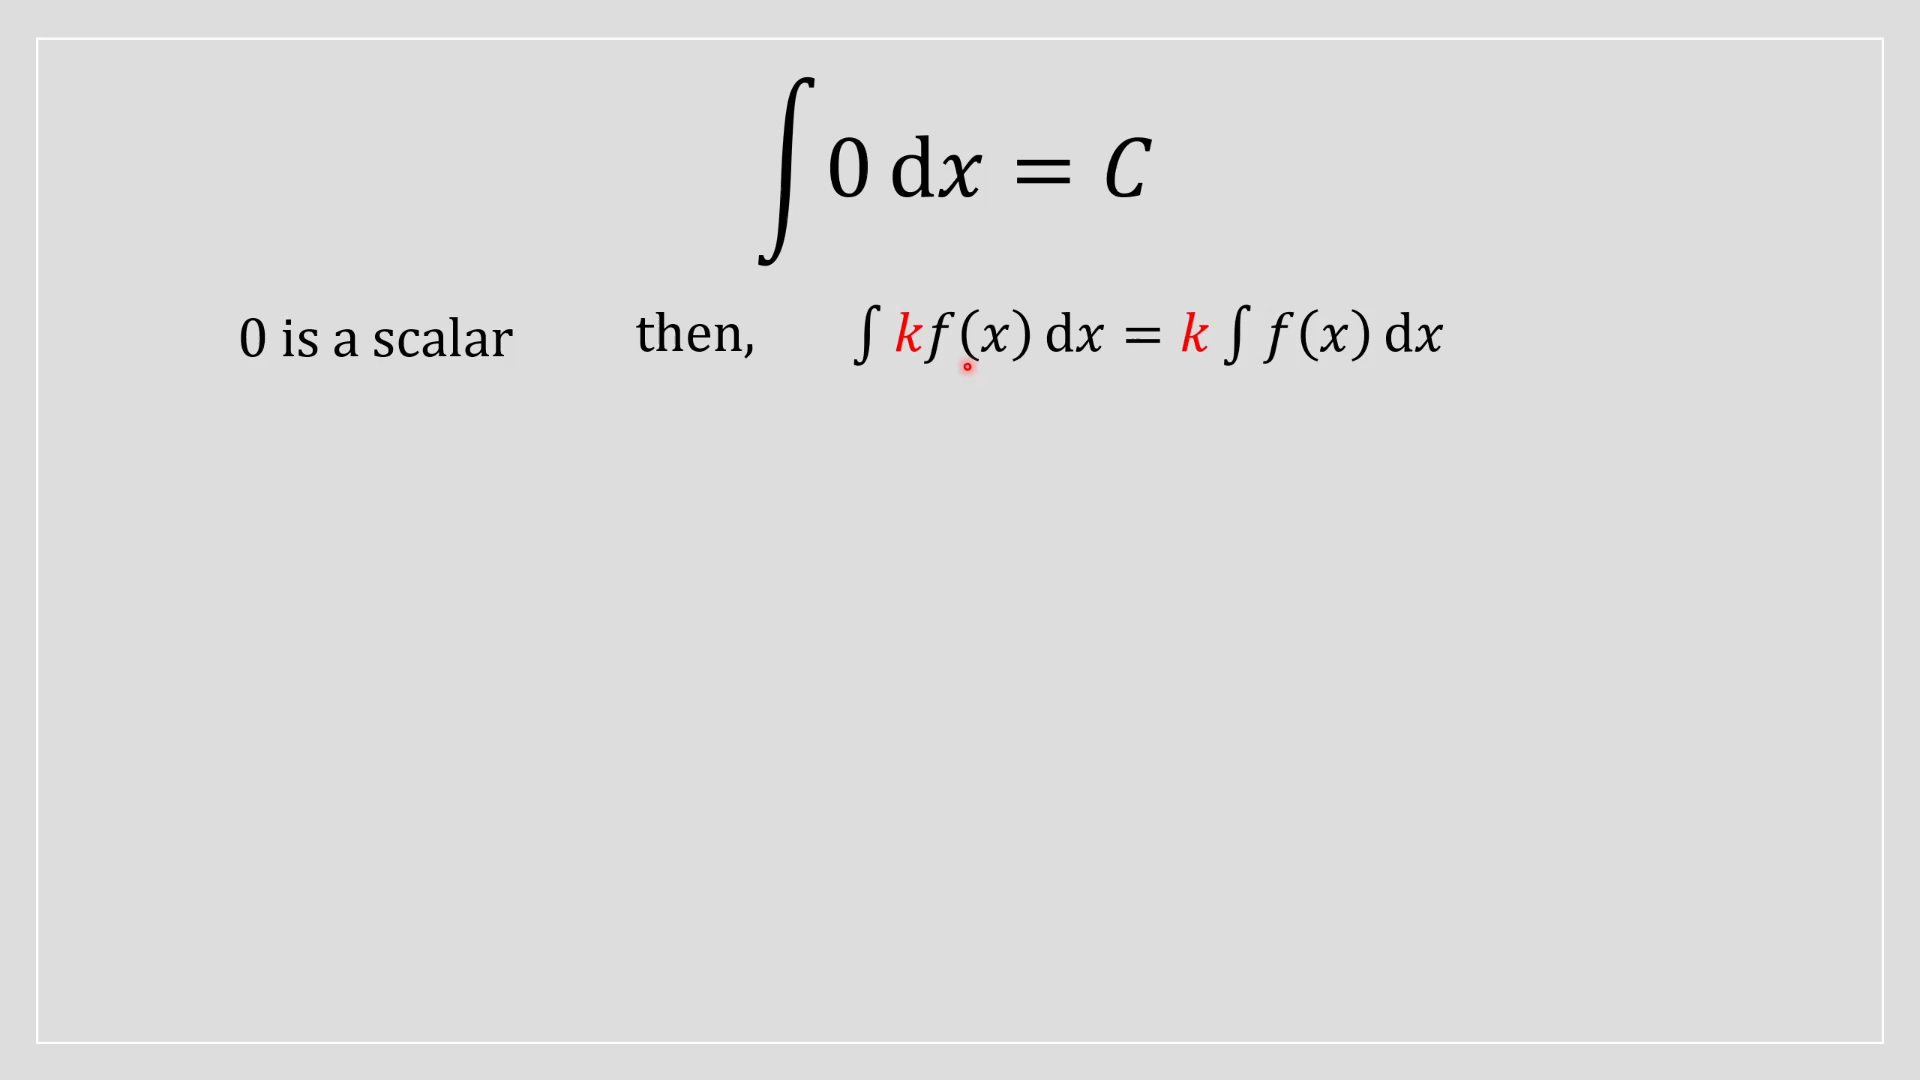 ∫ 0 dx = C
0 is a scalar then, ∫ kf(x) dx = k ∫ f(x) dx